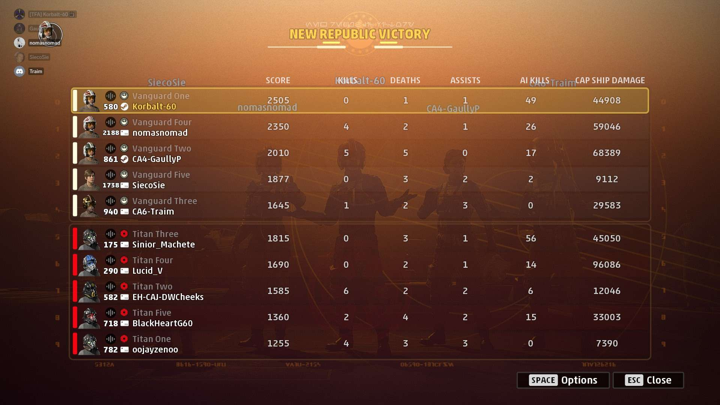 [TFA] Korbalt-60
nomasnomad
SiecoSie
Train
NEW REPUBLIC VICTORY
SiecoSie
Korbalt-60
CA6-Traim
SCORE KILLS DEATHS ASSISTS AI KILLS CAP SHIP DAMAGE
nomasnomad
CA4-GaullyP
Vanguard One
580 Korbalt-60 2505 0 1 1 49 44908
Vanguard Four
2188 nomasnomad 2350 4 2 1 26 59046
Vanguard Two
861 CA4-GaullyP 2010 5 5 0 17 68389
Vanguard Five
1738 SiecoSie 1877 0 3 2 2 9112
Vanguard Three
940 CA6-Traim 1645 1 2 3 0 29583
Titan Three
175 Sinior_Machete 1815 0 3 1 56 45050
Titan Four
290 Lucid_V 1690 0 2 1 14 96086
Titan Two
582 EH-CAJ-DWCheeks 1585 6 2 2 6 12046
Titan Five
718 BlackHeartG60 1360 2 4 2 15 33003
Titan One
782 oojayzenoo 1255 4 3 3 0 7390
SPACE Options
ESC Close